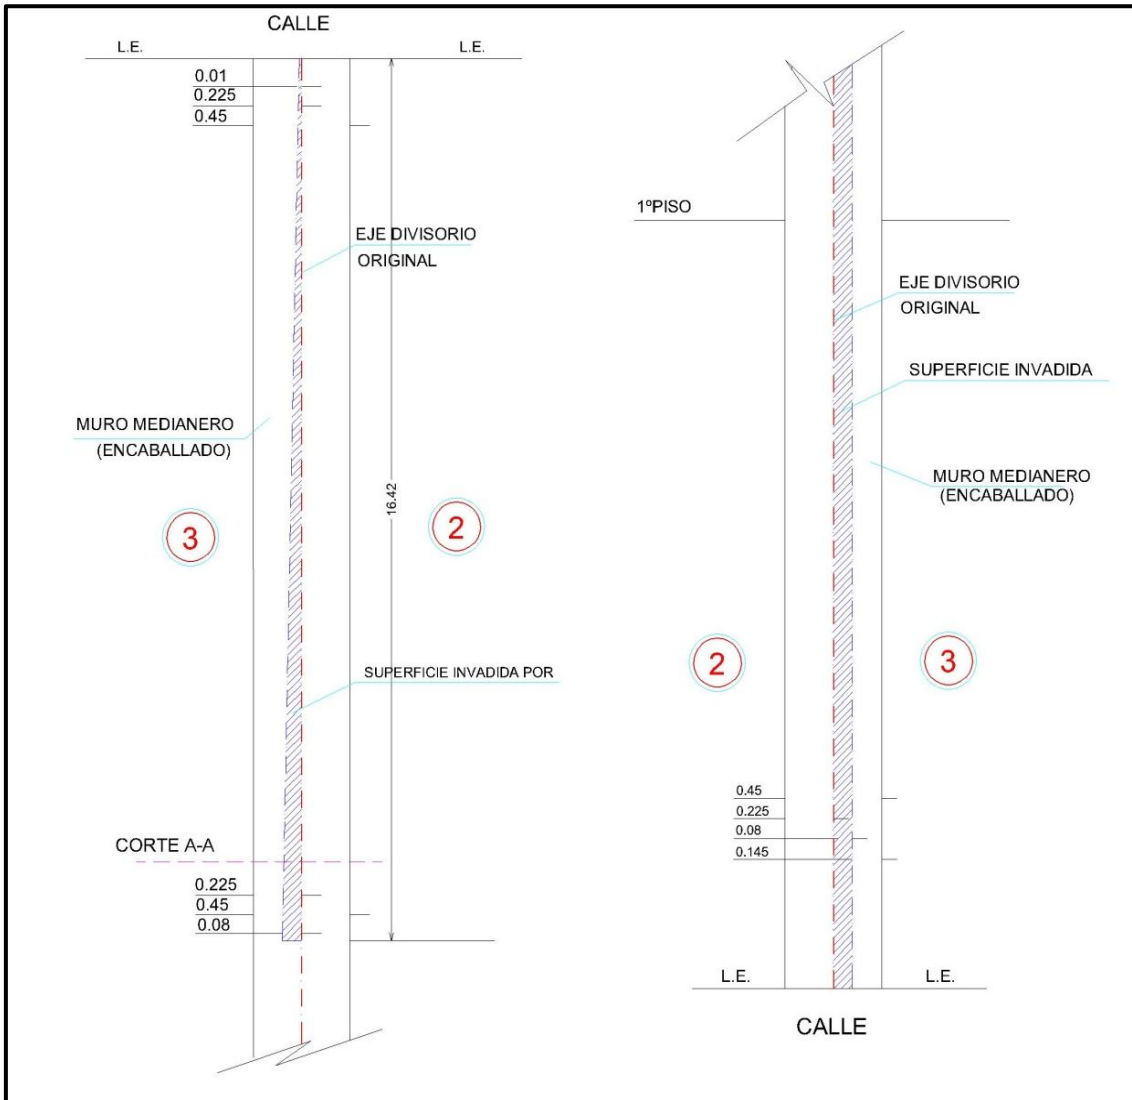 CALLE
L.E.
L.E.
0.01
0.225
0.45
EJE DIVISORIO
ORIGINAL
MURO MEDIANERO
(ENCABALLADO)
16.42
3
2
SUPERFICIE INVADIDA POR
CORTE A-A
0.225
0.45
0.08
1ºPISO
EJE DIVISORIO
ORIGINAL
SUPERFICIE INVADIDA
MURO MEDIANERO
(ENCABALLADO)
2
3
0.45
0.225
0.08
0.145
L.E.
L.E.
CALLE